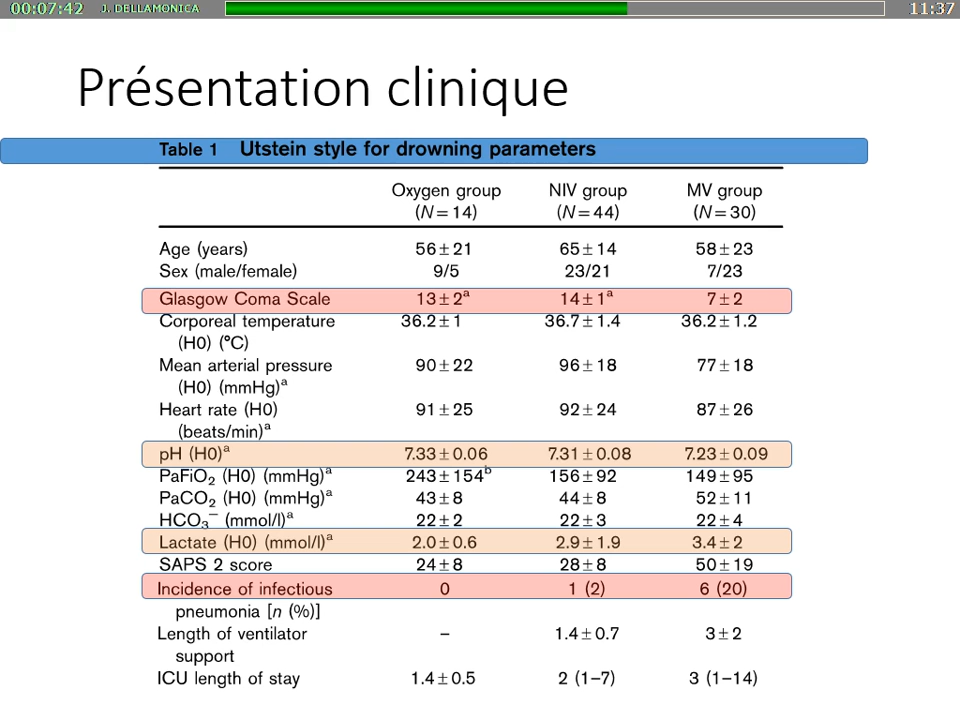 00:07:42 J. DELLAMONICA 11:37
Présentation clinique
Table 1 Utstein style for drowning parameters
Oxygen group NIV group MV group
(N=14) (N=44) (N=30)
Age (years) 56±21 65±14 58±23
Sex (male/female) 9/5 23/21 7/23
Glasgow Coma Scale 13±2a 14±1a 7±2
Corporeal temperature 36.2±1 36.7±1.4 36.2±1.2
(H0) (°C)
Mean arterial pressure 90±22 96±18 77±18
(H0) (mmHg)a
Heart rate (H0) 91±25 92±24 87±26
(beats/min)a
pH (H0)a 7.33±0.06 7.31±0.08 7.23±0.09
PaFiO2 (H0) (mmHg)a 243±154b 156±92 149±95
PaCO2 (H0) (mmHg)a 43±8 44±8 52±11
HCO3− (mmol/l)a 22±2 22±3 22±4
Lactate (H0) (mmol/l)a 2.0±0.6 2.9±1.9 3.4±2
SAPS 2 score 24±8 28±8 50±19
Incidence of infectious 0 1 (2) 6 (20)
pneumonia [n (%)]
Length of ventilator – 1.4±0.7 3±2
support
ICU length of stay 1.4±0.5 2 (1–7) 3 (1–14)